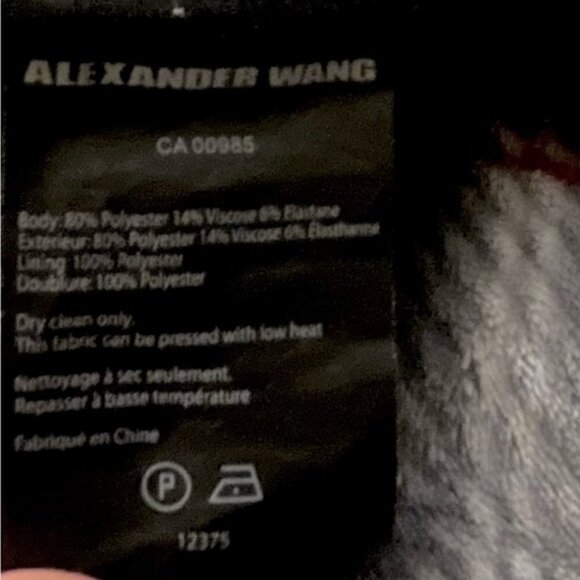 ALEXANDER WANG
CA 00985
Body: 80% Polyester 14% Viscose 6% Elastane
Exterieur: 80% Polyester 14% Viscose 6% Elasthanne
Lining: 100% Polyester
Doublure: 100% Polyester
Dry clean only.
This fabric can be pressed with low heat
Nettoyage à sec seulement.
Repasser à basse température
Fabriqué en Chine
P
12375